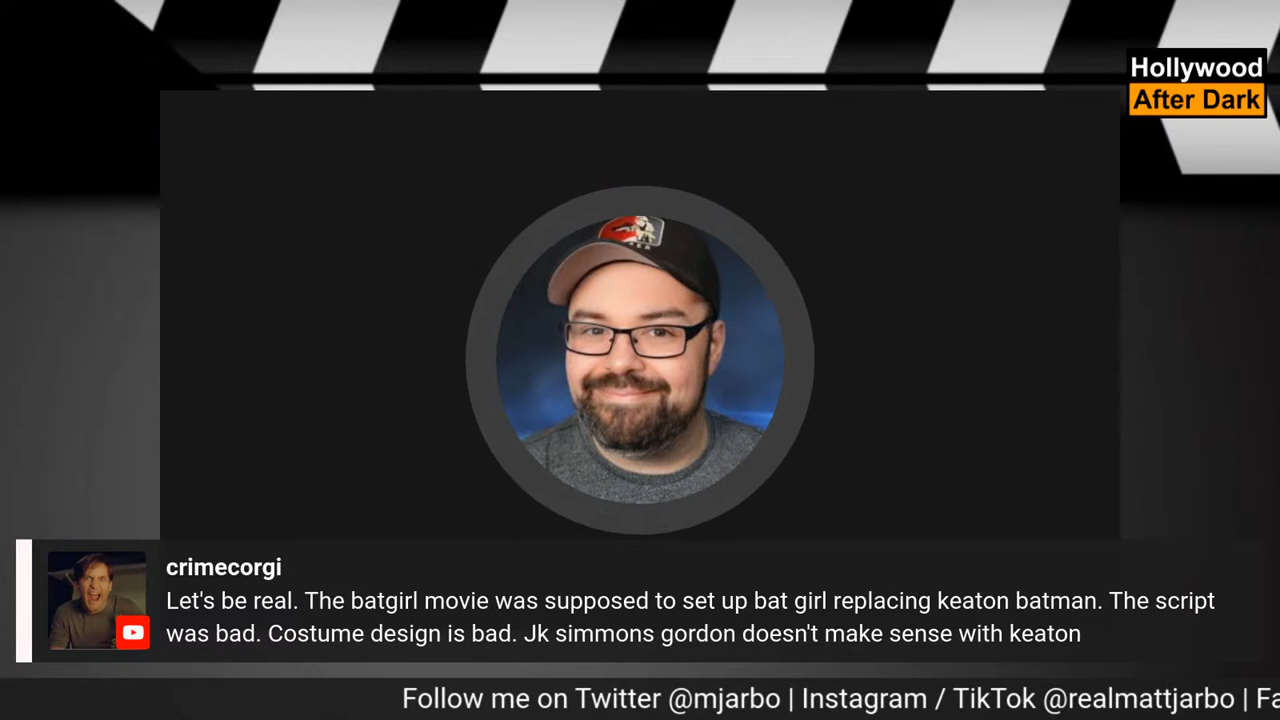 Hollywood
After Dark
crimecorgi
Let's be real. The batgirl movie was supposed to set up bat girl replacing keaton batman. The script
was bad. Costume design is bad. Jk simmons gordon doesn't make sense with keaton
Follow me on Twitter @mjarbo | Instagram / TikTok @realmattjarbo | Fa